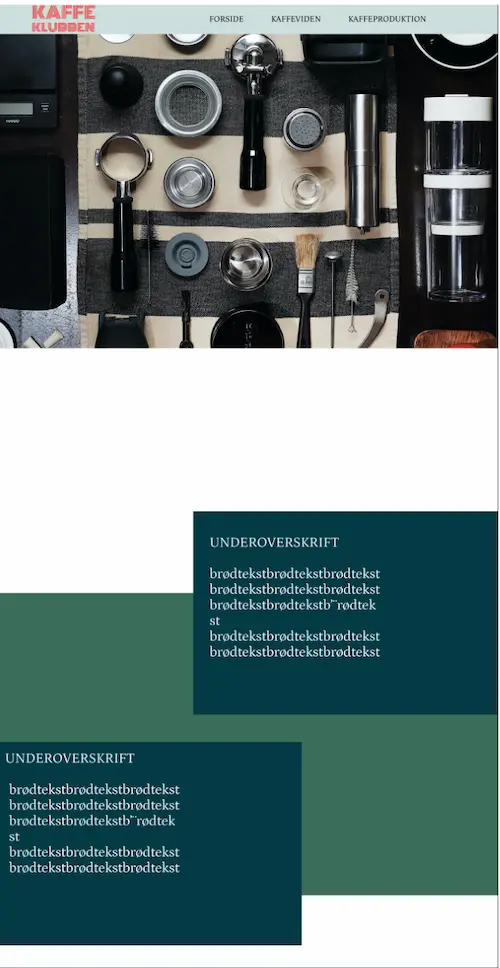 KAFFE
KLUBBEN
FORSIDE KAFFEVIDEN KAFFEPRODUKTION
UNDEROVERSKRIFT
brødtekstbrødtekstbrødtekst
brødtekstbrødtekstbrødtekst
brødtekstbrødtekstb¨rødtek
st
brødtekstbrødtekstbrødtekst
brødtekstbrødtekstbrødtekst
UNDEROVERSKRIFT
brødtekstbrødtekstbrødtekst
brødtekstbrødtekstbrødtekst
brødtekstbrødtekstb¨rødtek
st
brødtekstbrødtekstbrødtekst
brødtekstbrødtekstbrødtekst